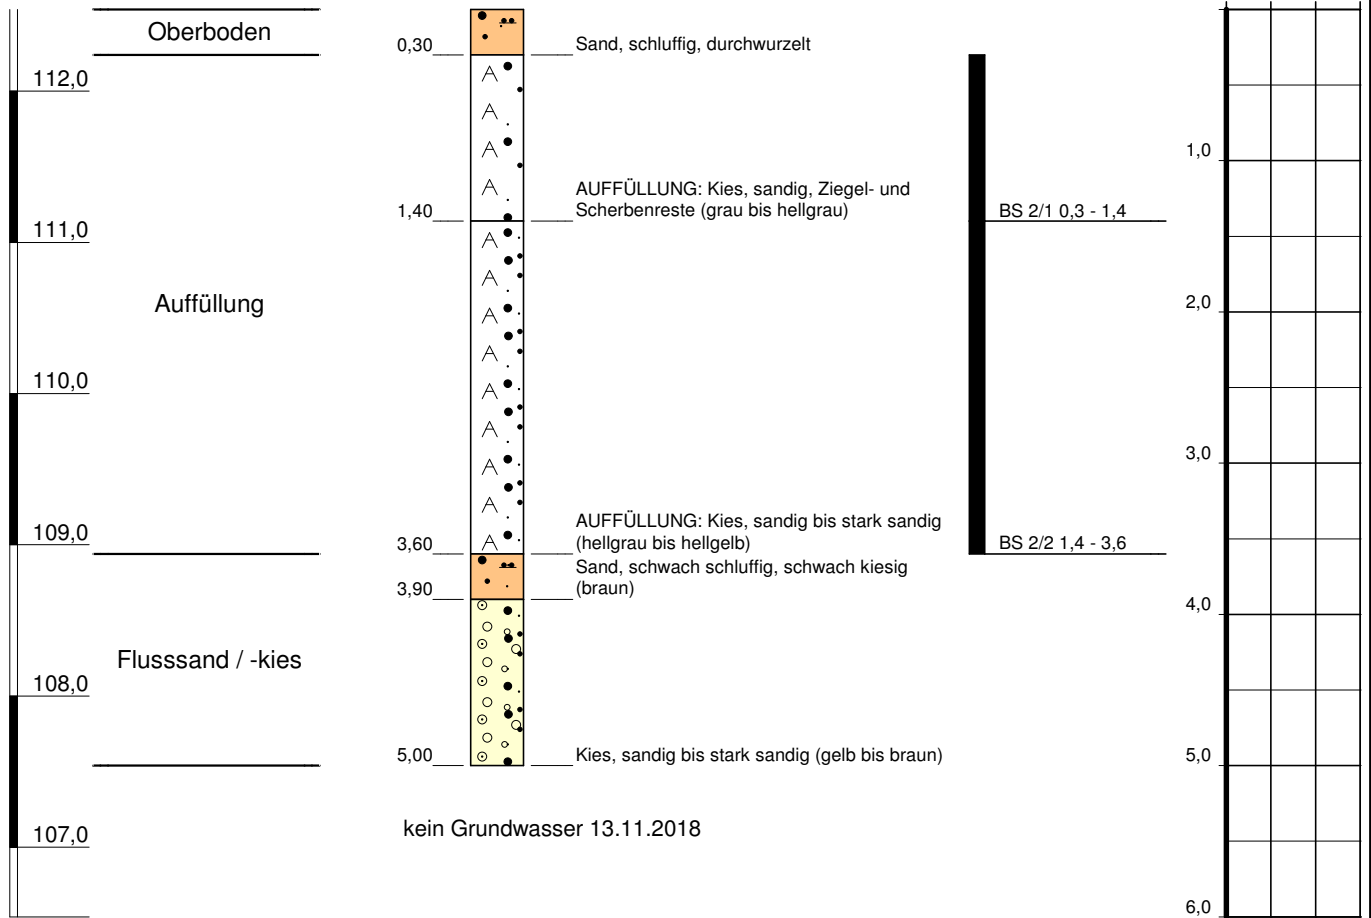 Oberboden
0,30
Sand, schluffig, durchwurzelt
112,0
1,0
AUFFÜLLUNG: Kies, sandig, Ziegel- und
Scherbenreste (grau bis hellgrau)
1,40
BS 2/1 0,3 - 1,4
111,0
Auffüllung
2,0
110,0
3,0
AUFFÜLLUNG: Kies, sandig bis stark sandig
(hellgrau bis hellgelb)
109,0
3,60
BS 2/2 1,4 - 3,6
Sand, schwach schluffig, schwach kiesig
(braun)
3,90
4,0
Flusssand / -kies
108,0
5,00
Kies, sandig bis stark sandig (gelb bis braun)
5,0
kein Grundwasser 13.11.2018
107,0
6,0